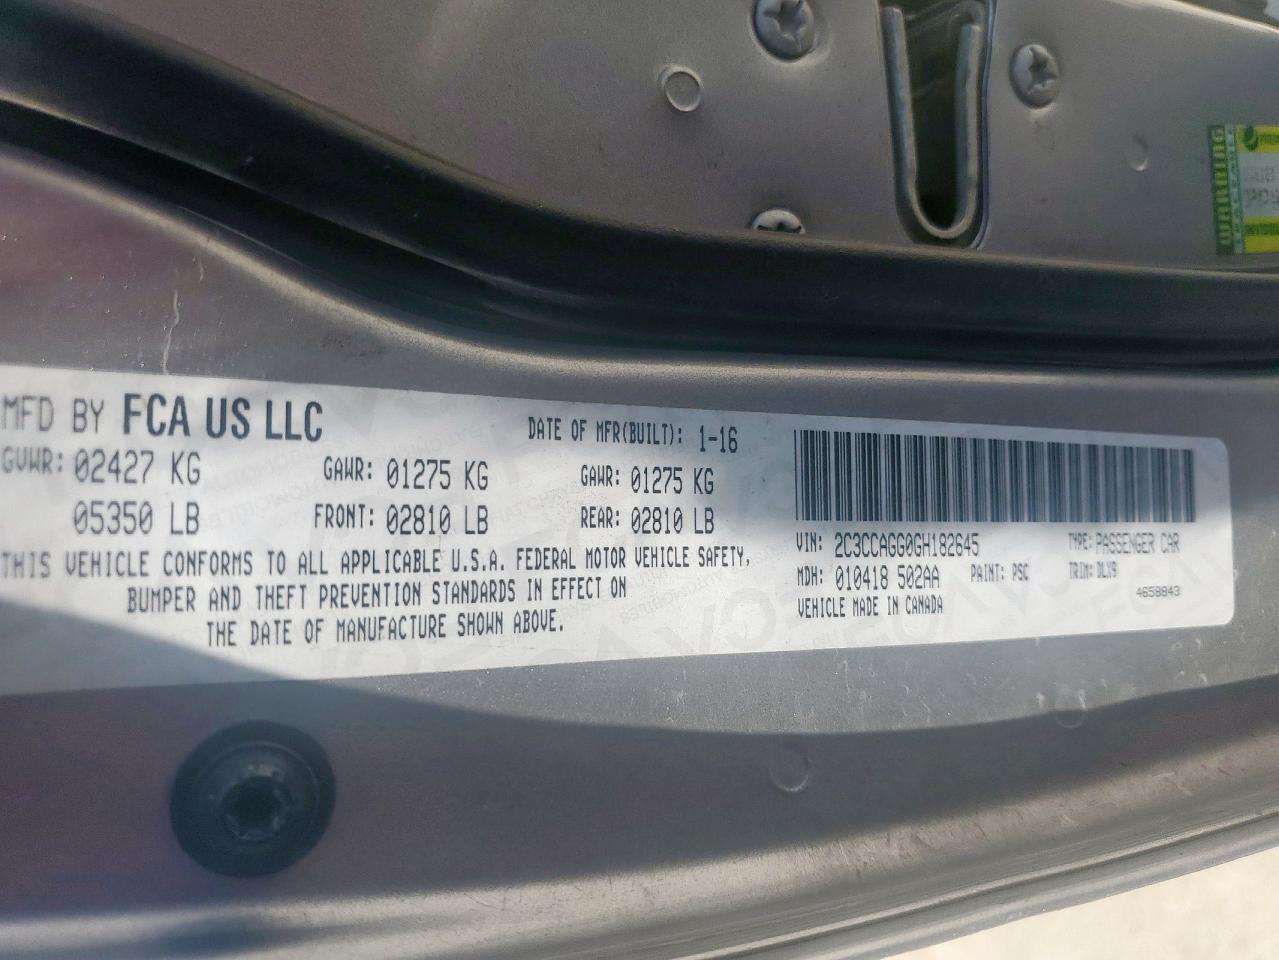 WARNING
MFD BY FCA US LLC
DATE OF MFR(BUILT): 1-16
GVWR: 02427 KG GAWR: 01275 KG GAWR: 01275 KG
05350 LB FRONT: 02810 LB REAR: 02810 LB
THIS VEHICLE CONFORMS TO ALL APPLICABLE U.S.A. FEDERAL MOTOR VEHICLE SAFETY,
BUMPER AND THEFT PREVENTION STANDARDS IN EFFECT ON
THE DATE OF MANUFACTURE SHOWN ABOVE.
VIN: 2C3CCAGG0GH182645 TYPE: PASSENGER CAR
MDH: 010418 502AA PAINT: PSC TRIM: DLX9
VEHICLE MADE IN CANADA 4658843